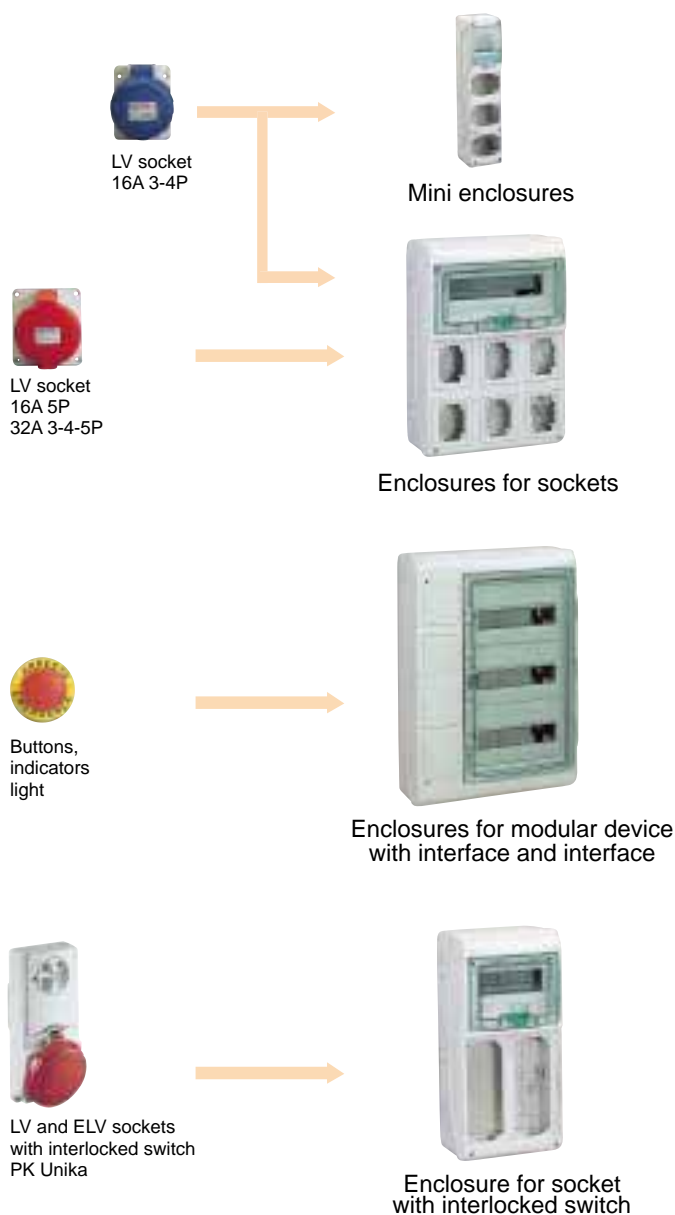 LV socket
16A 3-4P
Mini enclosures
LV socket
16A 5P
32A 3-4-5P
Enclosures for sockets
Buttons,
indicators
light
Enclosures for modular device
with interface and interface
LV and ELV sockets
with interlocked switch
PK Unika
Enclosure for socket
with interlocked switch